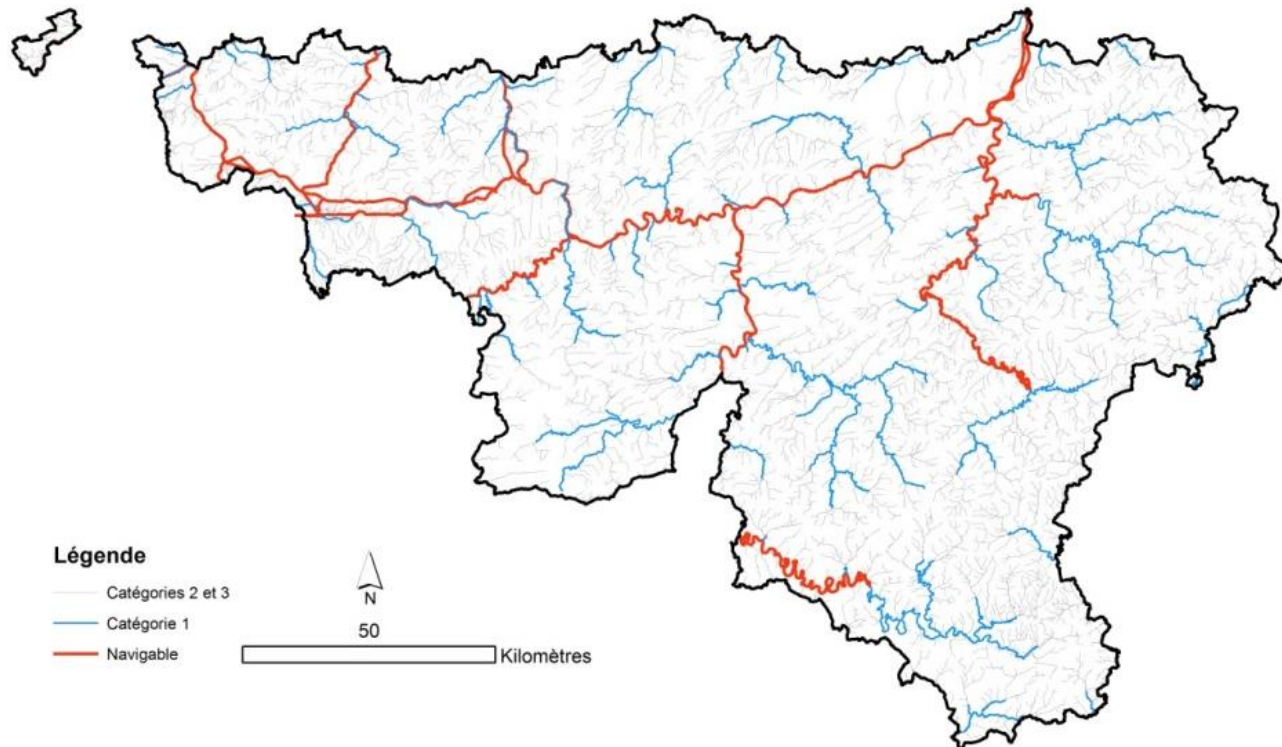 Légende
Catégories 2 et 3
Catégorie 1
Navigable
N
50
Kilomètres